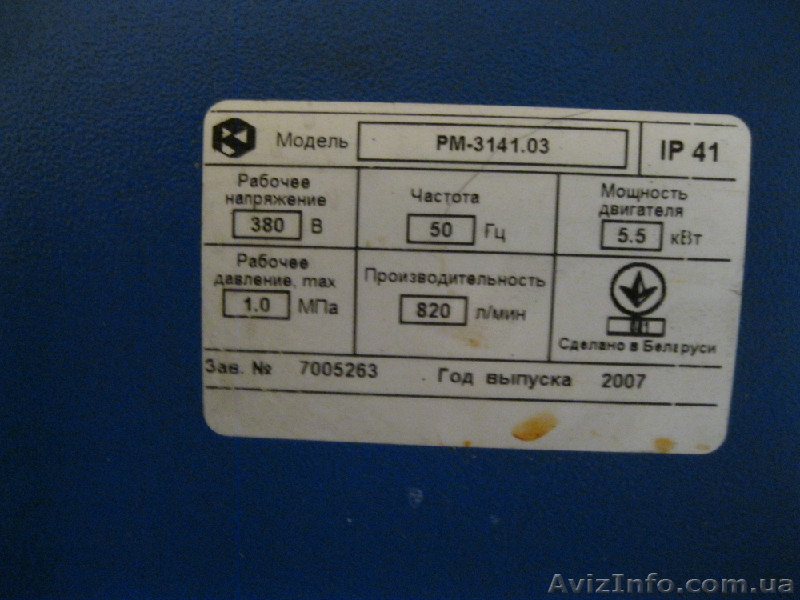 Модель РМ-3141.03 IP 41
Рабочее
напряжение
380 В
Частота
50 Гц
Мощность
двигателя
5.5 кВт
Рабочее
давление, max
1.0 МПа
Производительность
820 л/мин
Сделано в Беларуси
Зав. № 7005263 Год выпуска 2007
AvizInfo.com.ua